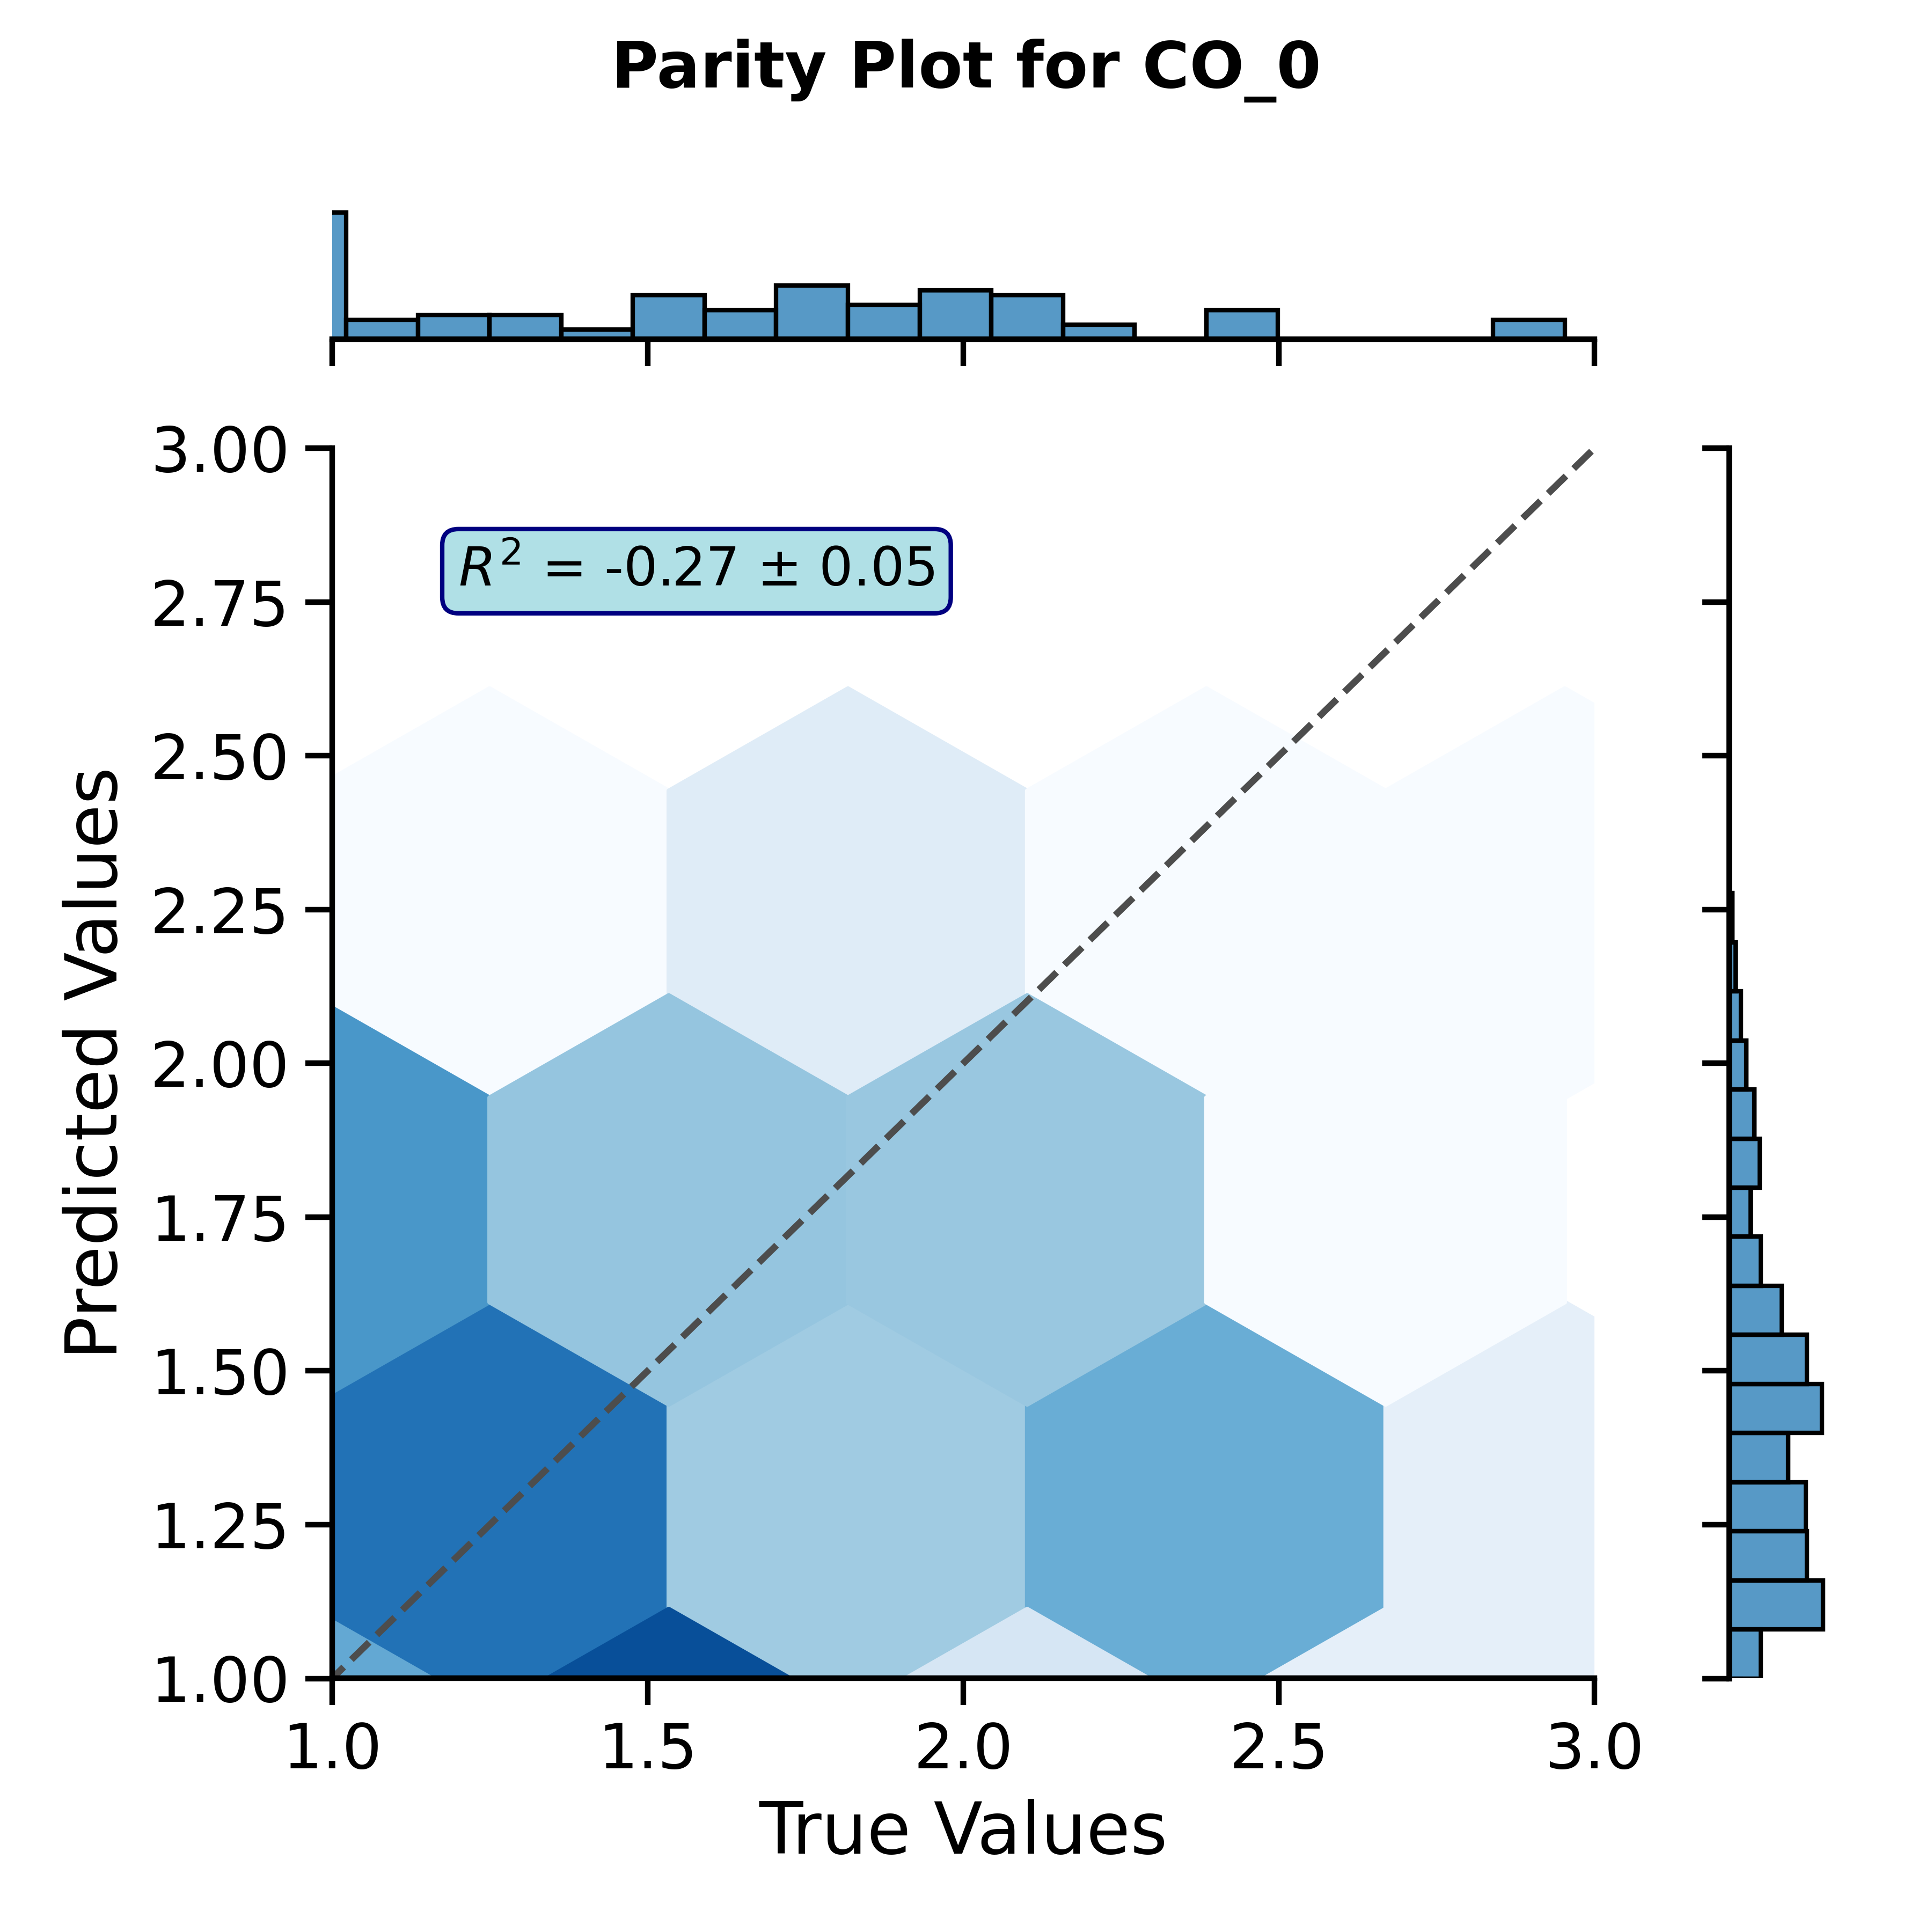 Parity Plot for CO_0
R² = -0.27 ± 0.05
Predicted Values
3.00
2.75
2.50
2.25
2.00
1.75
1.50
1.25
1.00
1.0 1.5 2.0 2.5 3.0
True Values